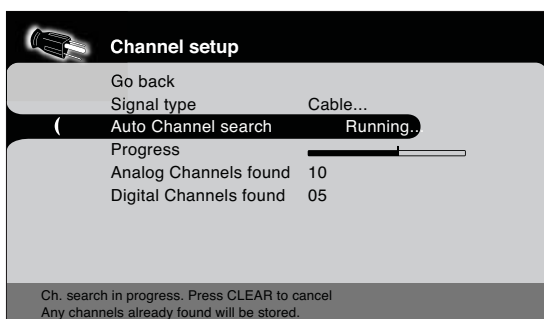 Channel setup
Go back
Signal type Cable...
Auto Channel search Running...
Progress
Analog Channels found 10
Digital Channels found 05
Ch. search in progress. Press CLEAR to cancel
Any channels already found will be stored.